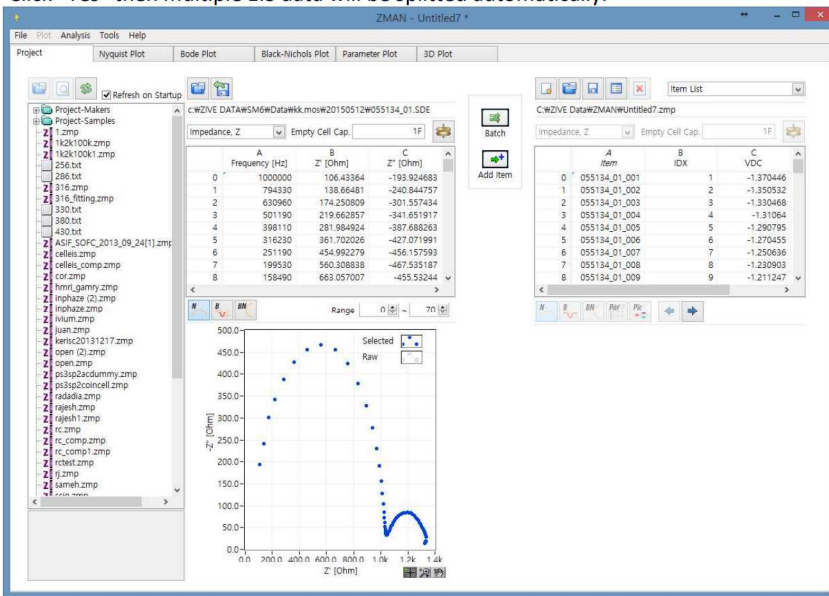 click "Yes" then multiple EIS data will be splitted automatically.
ZMAN - Untitled7 *
File Plot Analysis Tools Help
Project Nyquist Plot Bode Plot Black-Nichols Plot Parameter Plot 3D Plot
Refresh on Startup
Project-Makers
Project-Samples
1.zmp
1k2k100k.zmp
1k2k100k1.zmp
256.txt
286.txt
316.zmp
316_fitting.zmp
330.txt
380.txt
430.txt
ASIF_SOFC_2013_09_24[1].zmp
celleis.zmp
celleis_comp.zmp
cor.zmp
hmri_gamry.zmp
inphaze (2).zmp
inphaze.zmp
ivium.zmp
juan.zmp
kerisc20131217.zmp
open (2).zmp
open.zmp
ps3sp2acdummy.zmp
ps3sp2coincell.zmp
radadia.zmp
rajesh.zmp
rajesh1.zmp
rc.zmp
rc_comp.zmp
rc_comp1.zmp
rctest.zmp
rj.zmp
sameh.zmp
c:₩ZIVE DATA₩SM6₩Data₩kk.mos₩20150512₩055134_01.SDE
Impedance, Z Empty Cell Cap. 1F
A B C
Frequency [Hz] Z' [Ohm] Z" [Ohm]
0 1000000 106.43364 -193.924683
1 794330 138.66481 -240.844757
2 630960 174.250809 -301.557434
3 501190 219.662857 -341.651917
4 398110 281.984924 -387.688263
5 316230 361.702026 -427.071991
6 251190 454.992279 -456.157593
7 199530 560.308838 -467.535187
8 158490 663.057007 -455.53244
N B BN Range 0 ~ 70
Selected
Raw
-Z" [Ohm]
500.0
450.0
400.0
350.0
300.0
250.0
200.0
150.0
100.0
50.0
0.0
0.0 200.0 400.0 600.0 800.0 1.0k 1.2k 1.4k
Z' [Ohm]
Batch
Add Item
Item List
C:₩ZIVE Data₩ZMAN₩Untitled7.zmp
Impedance, Z Empty Cell Cap. 1F
A B C
Item IDX VDC
0 055134_01_001 1 -1.370446
1 055134_01_002 2 -1.350532
2 055134_01_003 3 -1.330468
3 055134_01_004 4 -1.31064
4 055134_01_005 5 -1.290795
5 055134_01_006 6 -1.270455
6 055134_01_007 7 -1.250636
7 055134_01_008 8 -1.230903
8 055134_01_009 9 -1.211247
N B BN Par Pic